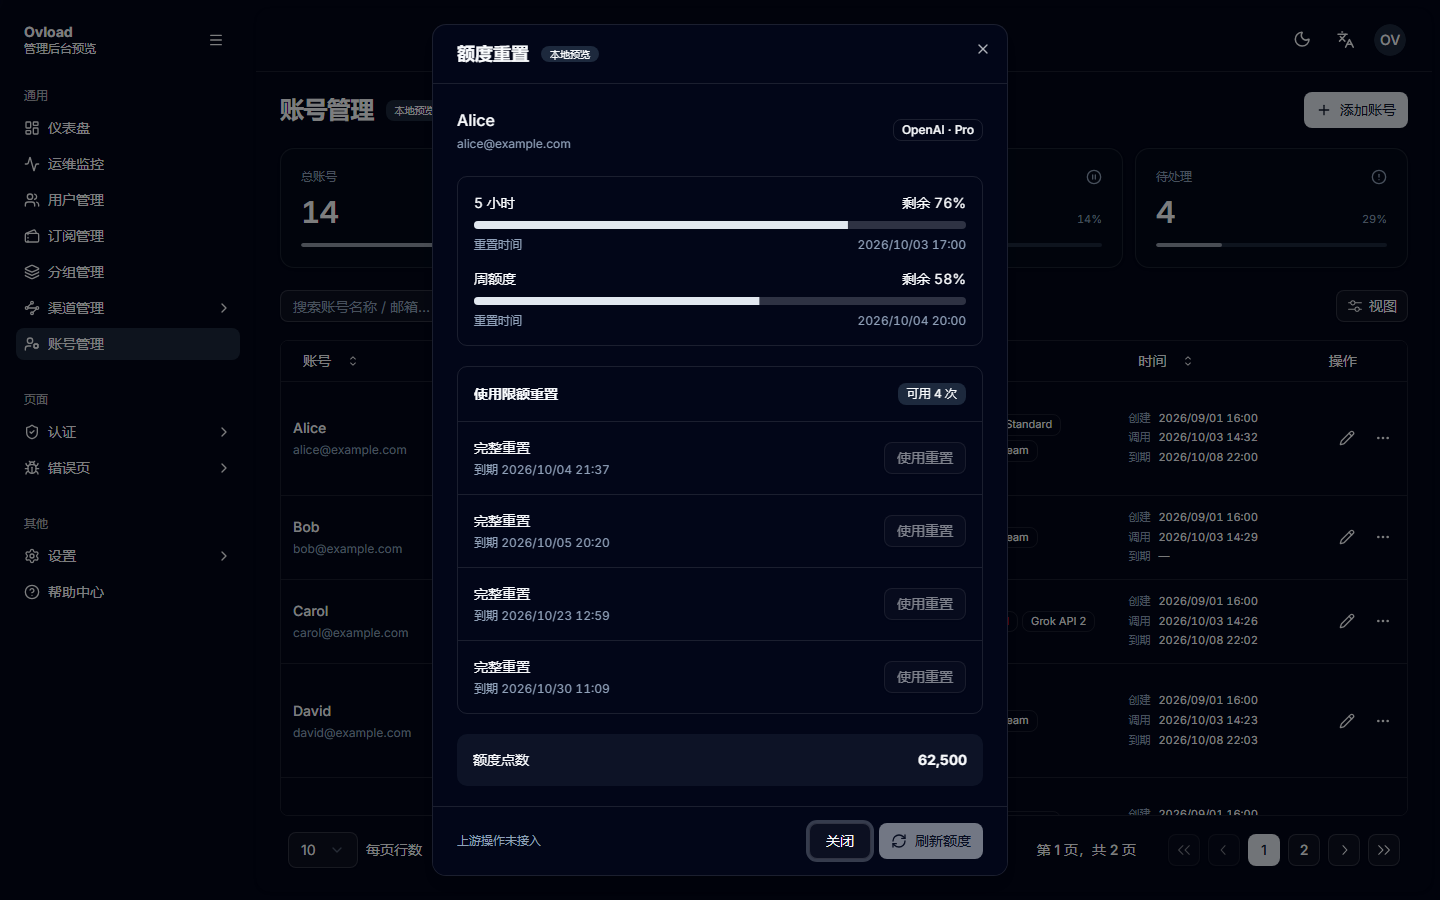 Ovload
管理后台预览
通用
仪表盘
运维监控
用户管理
订阅管理
分组管理
渠道管理
账号管理
页面
认证
错误页
其他
设置
帮助中心
OV
账号管理 本地预览
添加账号
总账号
14
14%
待处理
4
29%
搜索账号名称 / 邮箱...
视图
账号 时间 操作
Alice
alice@example.com
Standard
创建 2026/09/01 16:00
调用 2026/10/03 14:32
到期 2026/10/08 22:00
Bob
bob@example.com
创建 2026/09/01 16:00
调用 2026/10/03 14:29
到期 —
Carol
carol@example.com
Grok API 2
创建 2026/09/01 16:00
调用 2026/10/03 14:26
到期 2026/10/08 22:02
David
david@example.com
创建 2026/09/01 16:00
调用 2026/10/03 14:23
到期 2026/10/08 22:03
创建 2026/09/01 16:00
10 每页行数
第 1 页，共 2 页
1 2
额度重置 本地预览
Alice
alice@example.com
OpenAI · Pro
5 小时 剩余 76%
重置时间 2026/10/03 17:00
周额度 剩余 58%
重置时间 2026/10/04 20:00
使用限额重置 可用 4 次
完整重置
到期 2026/10/04 21:37
使用重置
完整重置
到期 2026/10/05 20:20
使用重置
完整重置
到期 2026/10/23 12:59
使用重置
完整重置
到期 2026/10/30 11:09
使用重置
额度点数 62,500
上游操作未接入
关闭
刷新额度